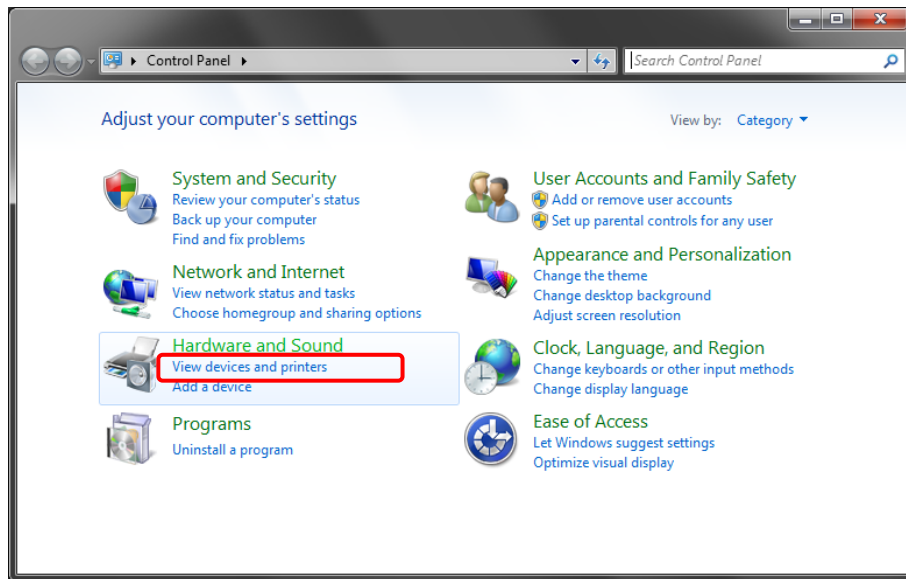 Control Panel
Search Control Panel
Adjust your computer's settings
View by: Category
System and Security
Review your computer's status
Back up your computer
Find and fix problems
Network and Internet
View network status and tasks
Choose homegroup and sharing options
Hardware and Sound
View devices and printers
Add a device
Programs
Uninstall a program
User Accounts and Family Safety
Add or remove user accounts
Set up parental controls for any user
Appearance and Personalization
Change the theme
Change desktop background
Adjust screen resolution
Clock, Language, and Region
Change keyboards or other input methods
Change display language
Ease of Access
Let Windows suggest settings
Optimize visual display